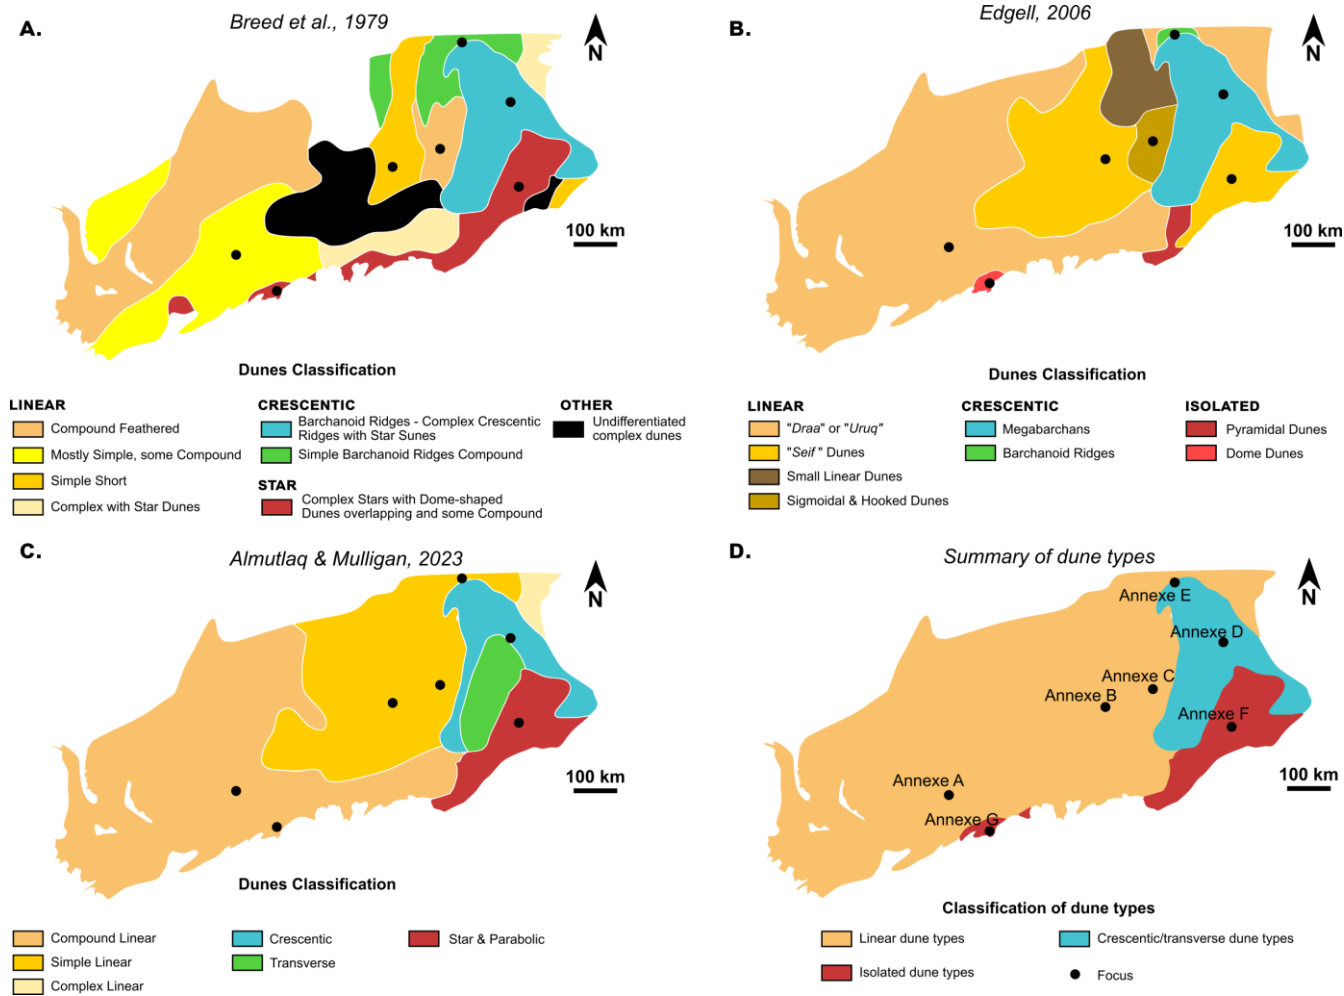 A.
Breed et al., 1979
N
100 km
Dunes Classification
LINEAR
Compound Feathered
Mostly Simple, some Compound
Simple Short
Complex with Star Dunes
CRESCENTIC
Barchanoid Ridges - Complex Crescentic
Ridges with Star Sunes
Simple Barchanoid Ridges Compound
STAR
Complex Stars with Dome-shaped
Dunes overlapping and some Compound
OTHER
Undifferentiated
complex dunes
B.
Edgell, 2006
N
100 km
Dunes Classification
LINEAR
"Draa" or "Uruq"
"Seif " Dunes
Small Linear Dunes
Sigmoidal & Hooked Dunes
CRESCENTIC
Megabarchans
Barchanoid Ridges
ISOLATED
Pyramidal Dunes
Dome Dunes
C.
Almutlaq & Mulligan, 2023
N
100 km
Dunes Classification
Compound Linear
Simple Linear
Complex Linear
Crescentic
Transverse
Star & Parabolic
D.
Summary of dune types
N
Annexe E
Annexe D
Annexe C
Annexe B
Annexe F
Annexe A
Annexe G
100 km
Classification of dune types
Linear dune types
Isolated dune types
Crescentic/transverse dune types
Focus